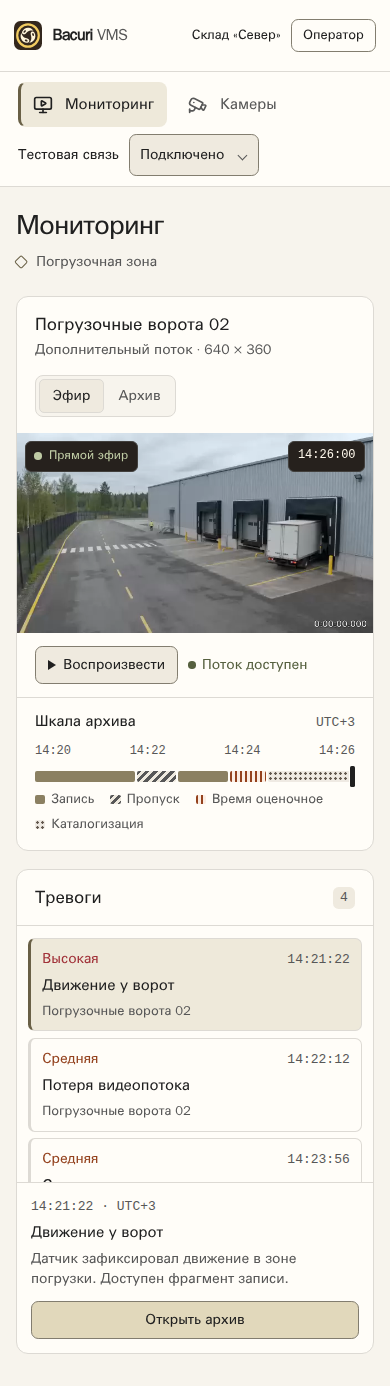 Bacuri VMS
Склад «Север»
Оператор
Мониторинг
Камеры
Тестовая связь
Подключено
Мониторинг
Погрузочная зона
Погрузочные ворота 02
Дополнительный поток · 640 × 360
Эфир
Архив
Прямой эфир
14:26:00
0:00:00.000
Воспроизвести
Поток доступен
Шкала архива
UTC+3
14:20
14:22
14:24
14:26
Запись
Пропуск
Время оценочное
Каталогизация
Тревоги
4
Высокая
14:21:22
Движение у ворот
Погрузочные ворота 02
Средняя
14:22:12
Потеря видеопотока
Погрузочные ворота 02
Средняя
14:23:56
14:21:22 · UTC+3
Движение у ворот
Датчик зафиксировал движение в зоне
погрузки. Доступен фрагмент записи.
Открыть архив